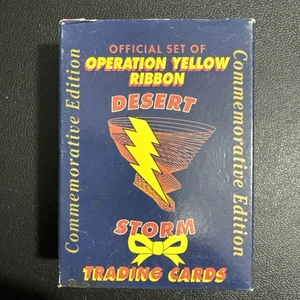 OFFICIAL SET OF
OPERATION YELLOW
RIBBON
DESERT
STORM
TRADING CARDS
Commemorative Edition
Commemorative Edition